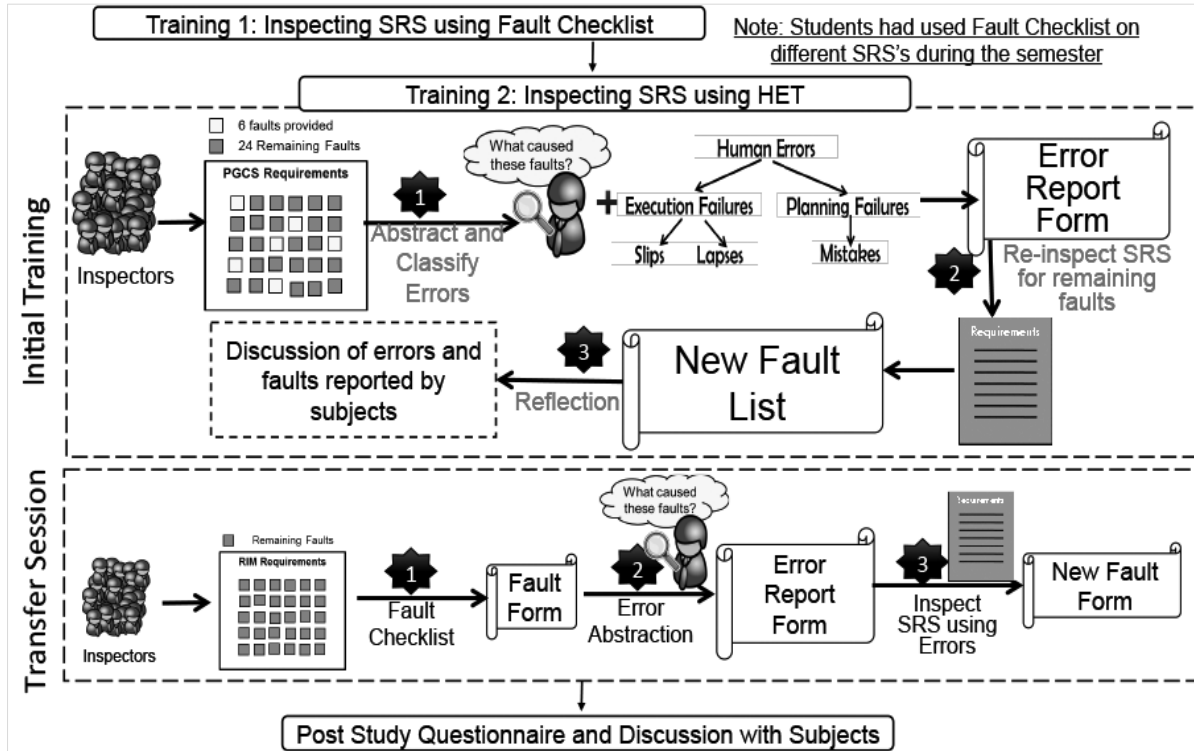 Training 1: Inspecting SRS using Fault Checklist
Note: Students had used Fault Checklist on
different SRS's during the semester
Training 2: Inspecting SRS using HET
Initial Training
6 faults provided
24 Remaining Faults
PGCS Requirements
Inspectors
1
Abstract and
Classify
Errors
What caused
these faults?
+
Human Errors
Execution Failures
Planning Failures
Slips
Lapses
Mistakes
Error
Report
Form
2
Re-inspect SRS
for remaining
faults
Requirements
New Fault
List
3
Reflection
Discussion of errors and
faults reported by
subjects
Transfer Session
Inspectors
Remaining Faults
RIM Requirements
1
Fault
Checklist
Fault
Form
What caused
these faults?
2
Error
Abstraction
Error
Report
Form
Requirements
3
Inspect
SRS using
Errors
New Fault
Form
Post Study Questionnaire and Discussion with Subjects